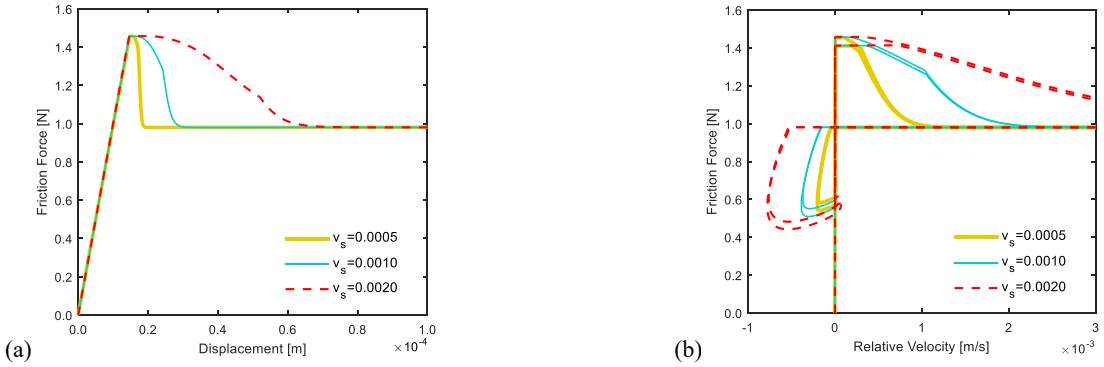 1.6
1.4
1.2
1.0
0.8
0.6
0.4
0.2
0.0
Friction Force [N]
v_s=0.0005
v_s=0.0010
v_s=0.0020
0.0 0.2 0.4 0.6 0.8 1.0
Displacement [m]
×10^-4
(a)
1.6
1.4
1.2
1.0
0.8
0.6
0.4
0.2
0.0
Friction Force [N]
v_s=0.0005
v_s=0.0010
v_s=0.0020
-1 0 1 2 3
Relative Velocity [m/s]
×10^-3
(b)